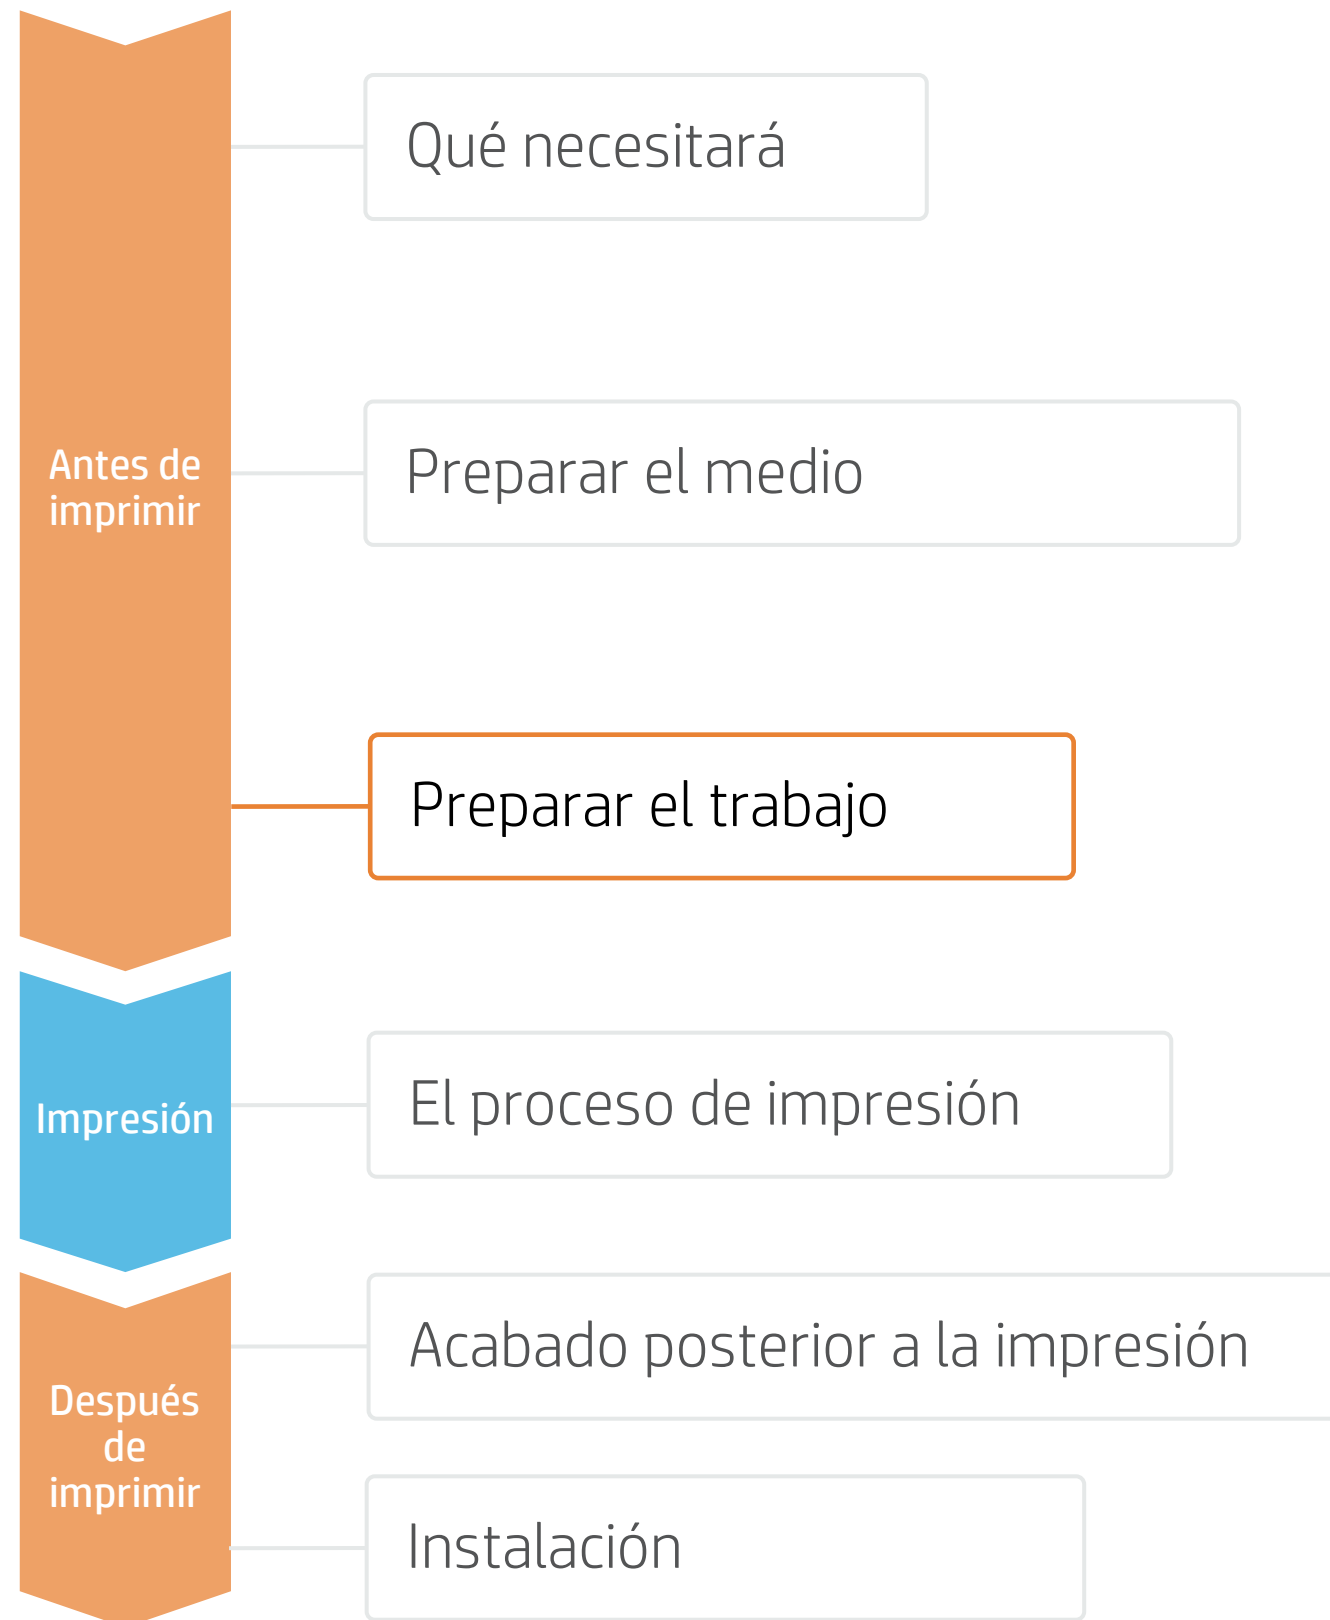 Qué necesitará
Antes de
imprimir
Preparar el medio
Preparar el trabajo
Impresión
El proceso de impresión
Después
de
imprimir
Acabado posterior a la impresión
Instalación